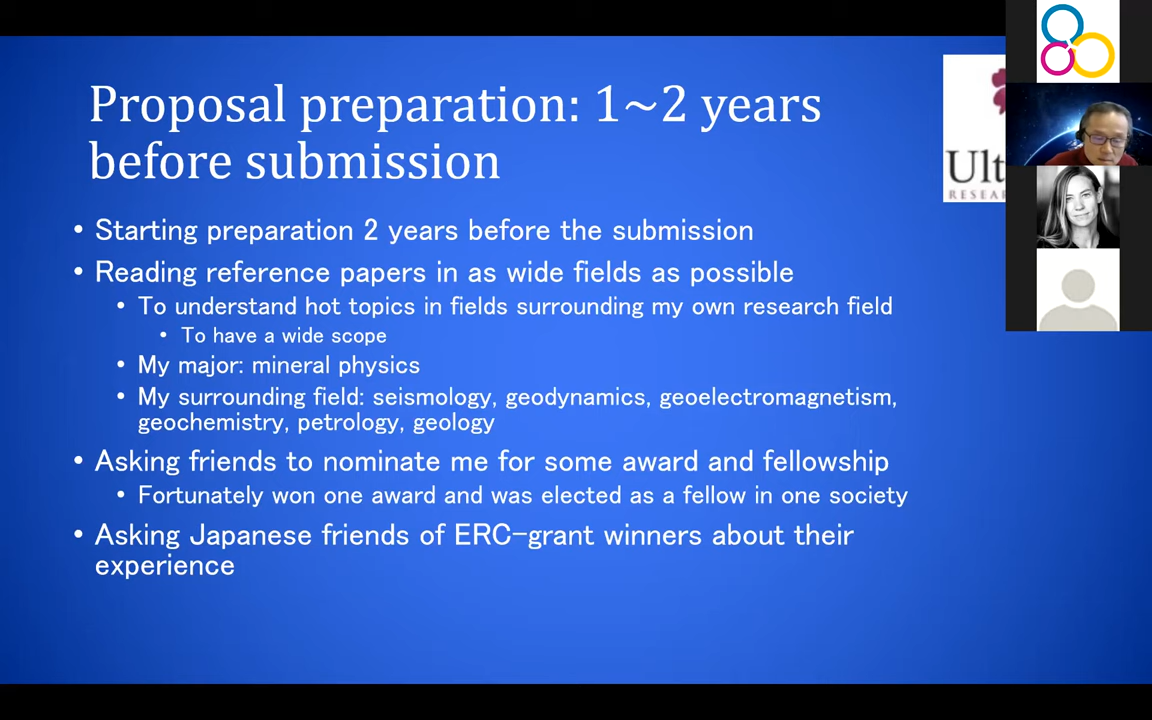 Proposal preparation: 1~2 years
before submission
• Starting preparation 2 years before the submission
• Reading reference papers in as wide fields as possible
• To understand hot topics in fields surrounding my own research field
• To have a wide scope
• My major: mineral physics
• My surrounding field: seismology, geodynamics, geoelectromagnetism,
geochemistry, petrology, geology
• Asking friends to nominate me for some award and fellowship
• Fortunately won one award and was elected as a fellow in one society
• Asking Japanese friends of ERC-grant winners about their
experience